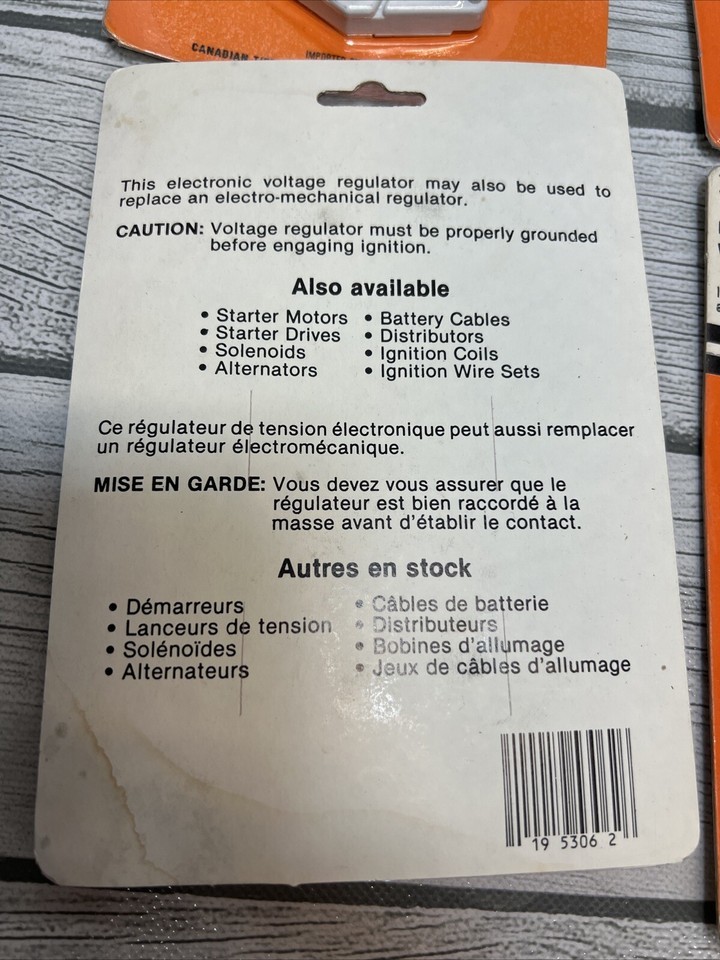 CANADIAN
IMPORTED
This electronic voltage regulator may also be used to
replace an electro-mechanical regulator.
CAUTION: Voltage regulator must be properly grounded
before engaging ignition.
Also available
• Starter Motors • Battery Cables
• Starter Drives • Distributors
• Solenoids • Ignition Coils
• Alternators • Ignition Wire Sets
Ce régulateur de tension électronique peut aussi remplacer
un régulateur électromécanique.
MISE EN GARDE: Vous devez vous assurer que le
régulateur est bien raccordé à la
masse avant d'établir le contact.
Autres en stock
• Démarreurs • Câbles de batterie
• Lanceurs de tension • Distributeurs
• Solénoïdes • Bobines d'allumage
• Alternateurs • Jeux de câbles d'allumage
19 5306 2